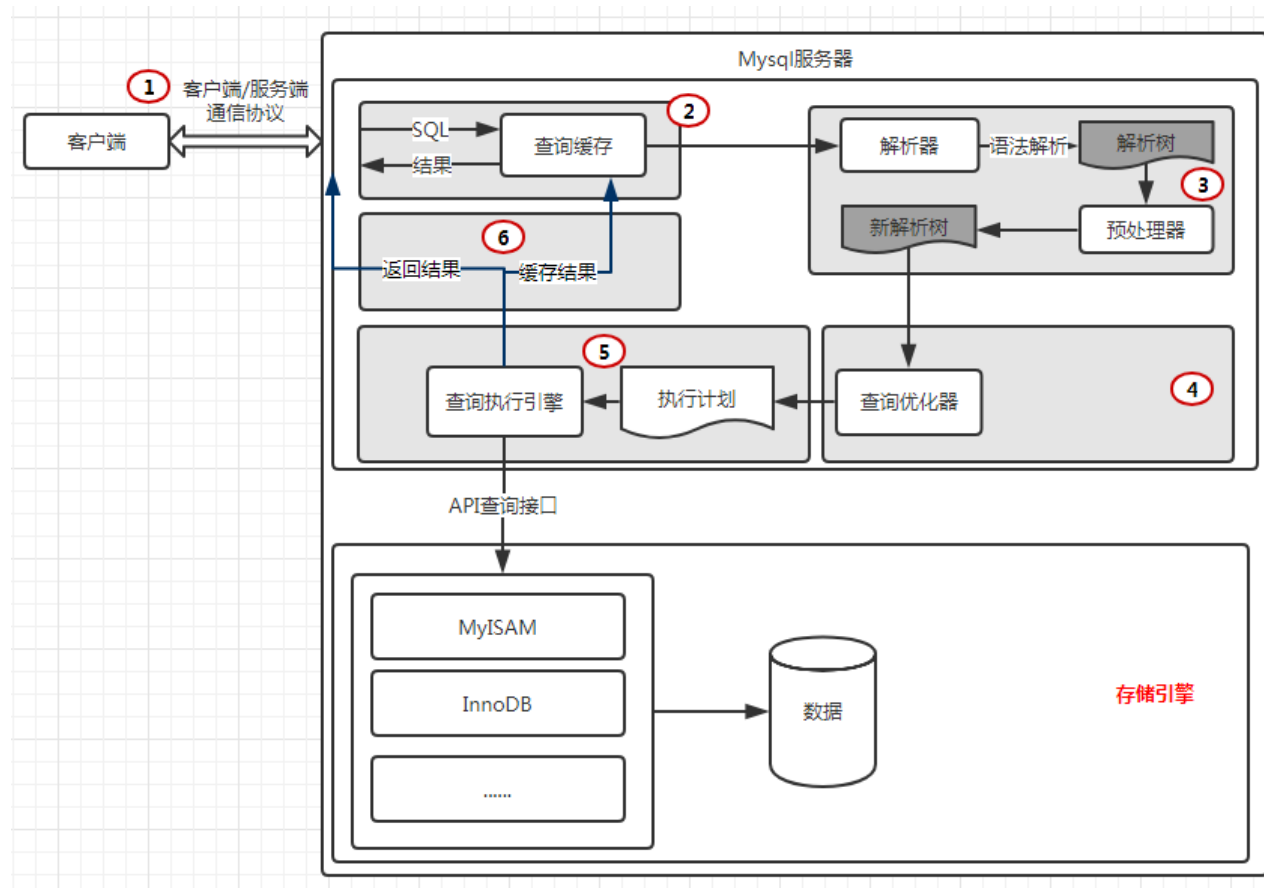 Mysql服务器
1
客户端/服务端
通信协议
客户端
2
SQL
查询缓存
结果
解析器
语法解析
解析树
3
新解析树
预处理器
6
返回结果
缓存结果
5
查询执行引擎
执行计划
查询优化器
4
API查询接口
MyISAM
InnoDB
......
数据
存储引擎